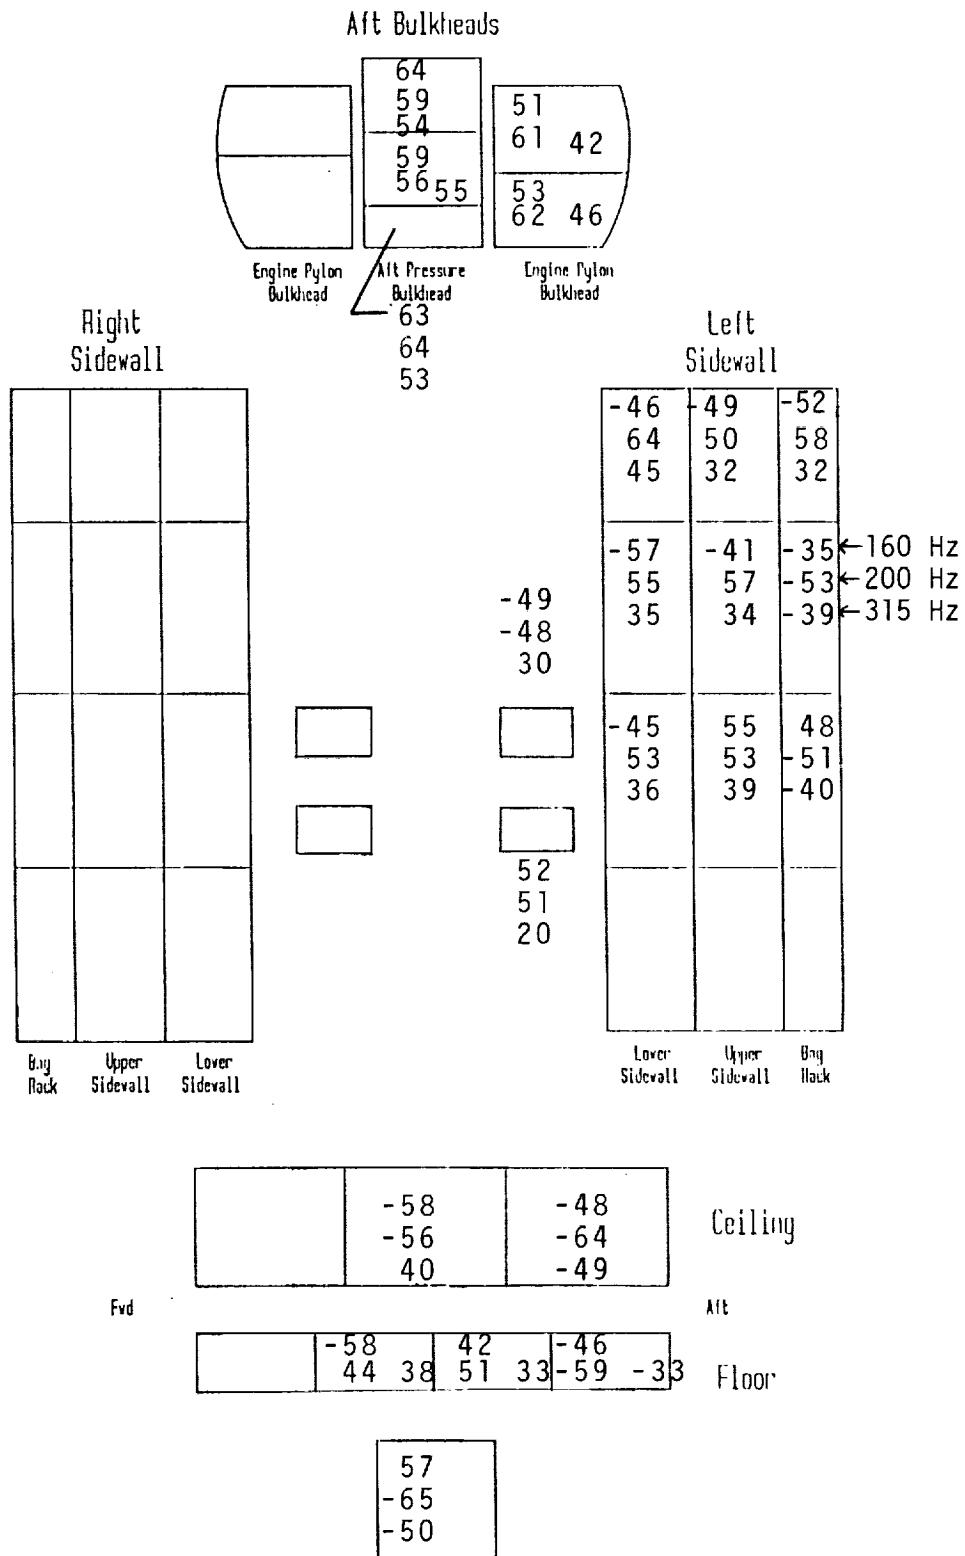 Aft Bulkheads
64
59
54
59
56 55
51
61 42
53
62 46
Engine Pylon
Bulkhead
Aft Pressure
Bulkhead
Engine Pylon
Bulkhead
63
64
53
Right
Sidewall
Left
Sidewall
-46 -49 -52
64 50 58
45 32 32
-57 -41 -35←160 Hz
55 57 -53←200 Hz
35 34 -39←315 Hz
-49
-48
30
-45 55 48
53 53 -51
36 39 -40
52
51
20
Bag
Rack
Upper
Sidewall
Lower
Sidewall
Lower
Sidewall
Upper
Sidewall
Bag
Rack
-58 -48
-56 -64
40 -49
Ceiling
Fwd
Aft
-58 42 -46
44 38 51 33 -59 -33
Floor
57
-65
-50